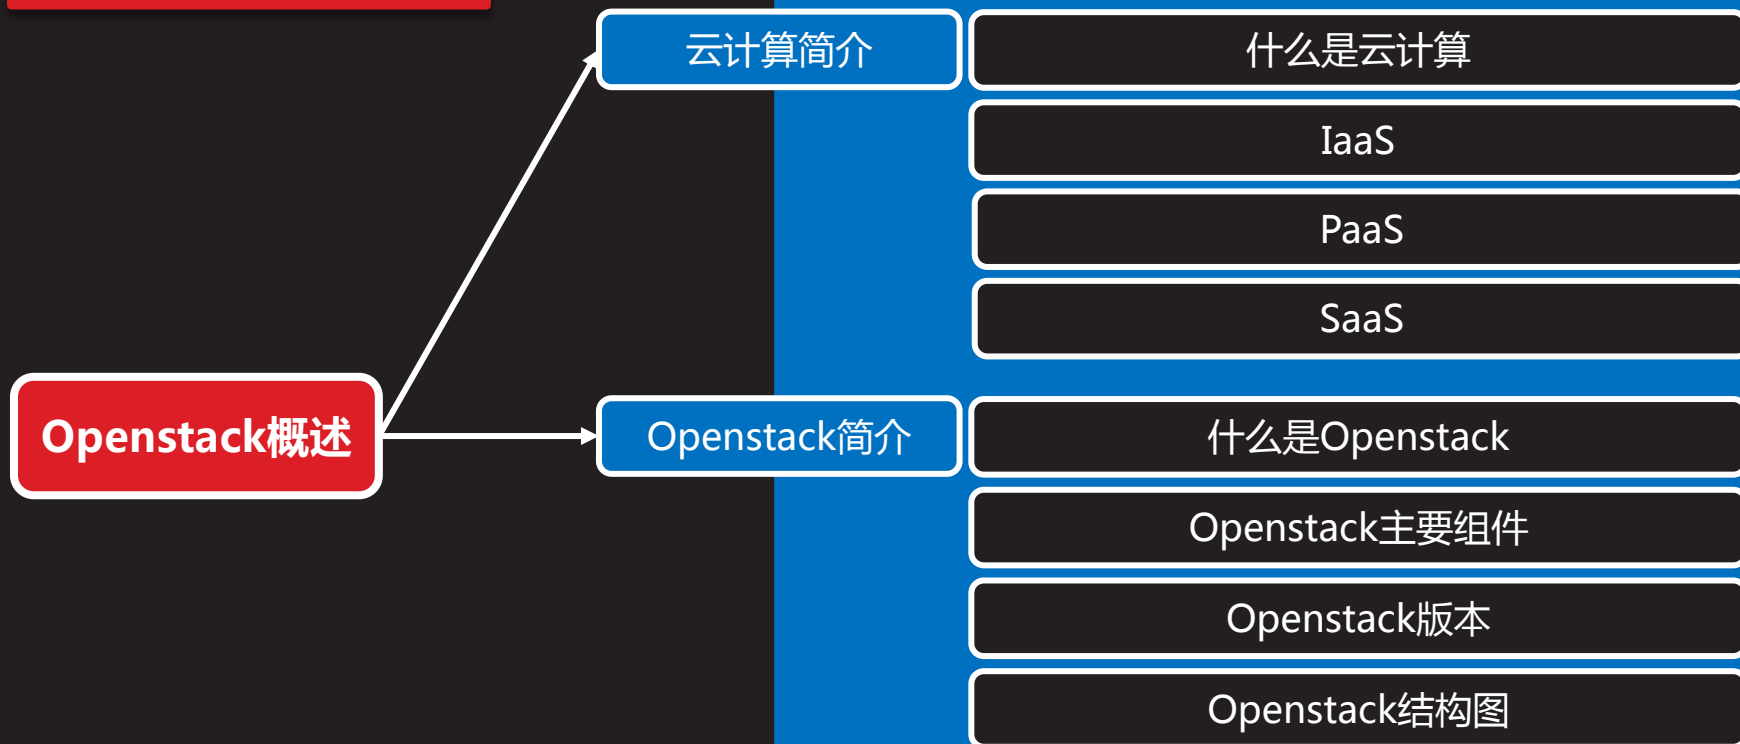 云计算简介
什么是云计算
IaaS
PaaS
SaaS
Openstack概述
Openstack简介
什么是Openstack
Openstack主要组件
Openstack版本
Openstack结构图